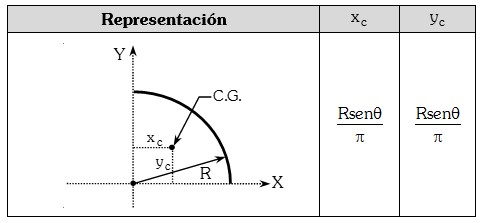 Representación
x_c
y_c
Y
C.G.
x_c
y_c
R
X
Rsenθ
π
Rsenθ
π